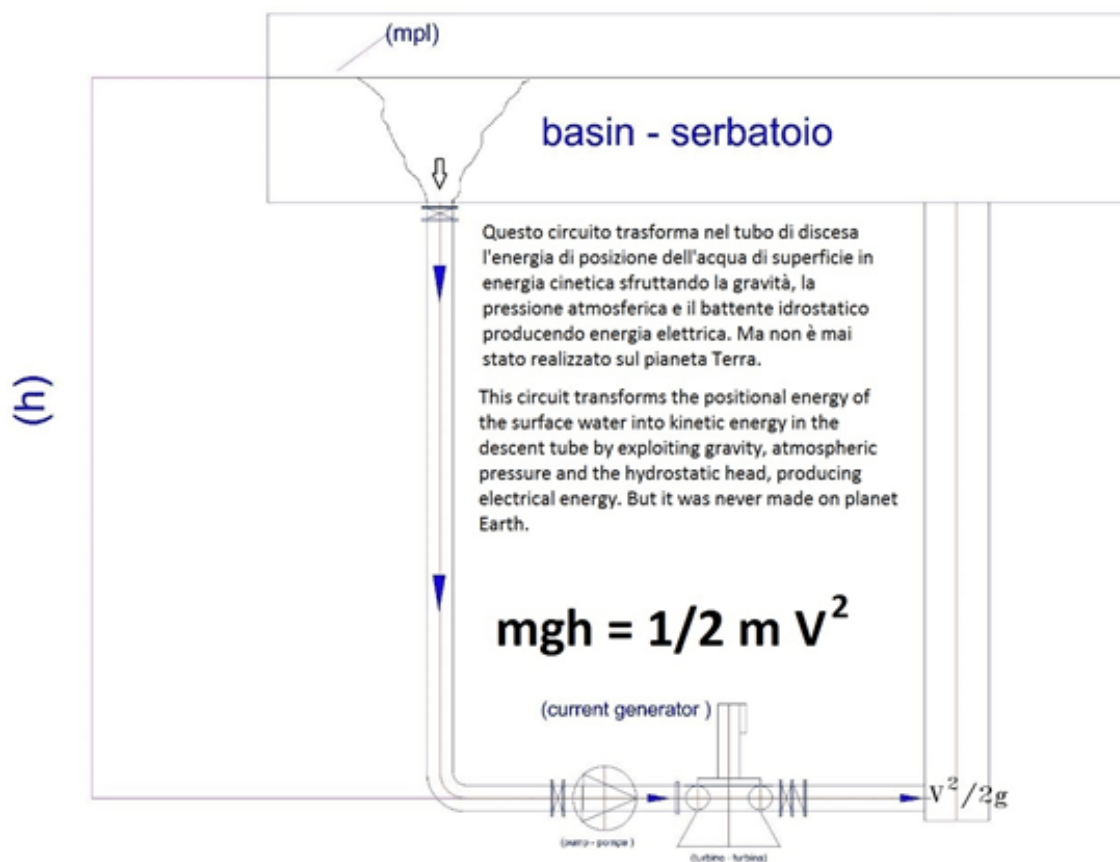 (mpl)
basin - serbatoio
Questo circuito trasforma nel tubo di discesa
l'energia di posizione dell'acqua di superficie in
energia cinetica sfruttando la gravità, la
pressione atmosferica e il battente idrostatico
producendo energia elettrica. Ma non è mai
stato realizzato sul pianeta Terra.
This circuit transforms the positional energy of
the surface water into kinetic energy in the
descent tube by exploiting gravity, atmospheric
pressure and the hydrostatic head, producing
electrical energy. But it was never made on planet
Earth.
(h)
mgh = 1/2 m V²
(current generator )
V²/2g
(pump - pompa )
(turbine - turbina)